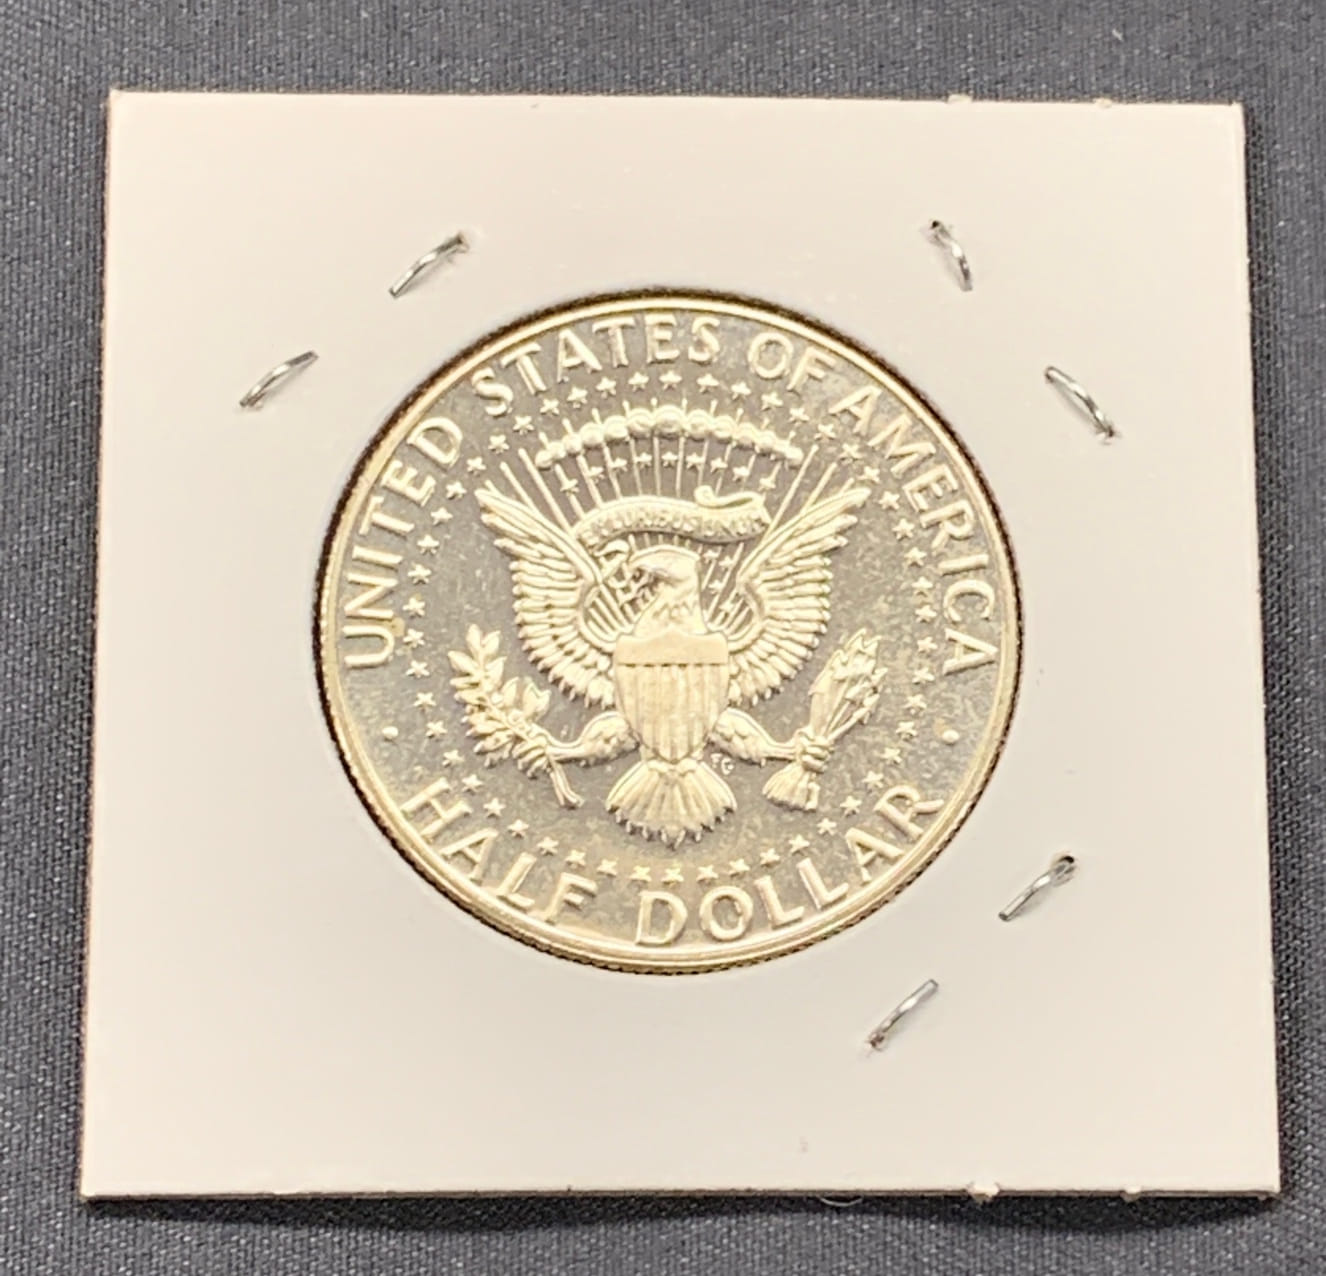 UNITED STATES OF AMERICA
PLURIBUS UNUM
FG
· HALF DOLLAR ·